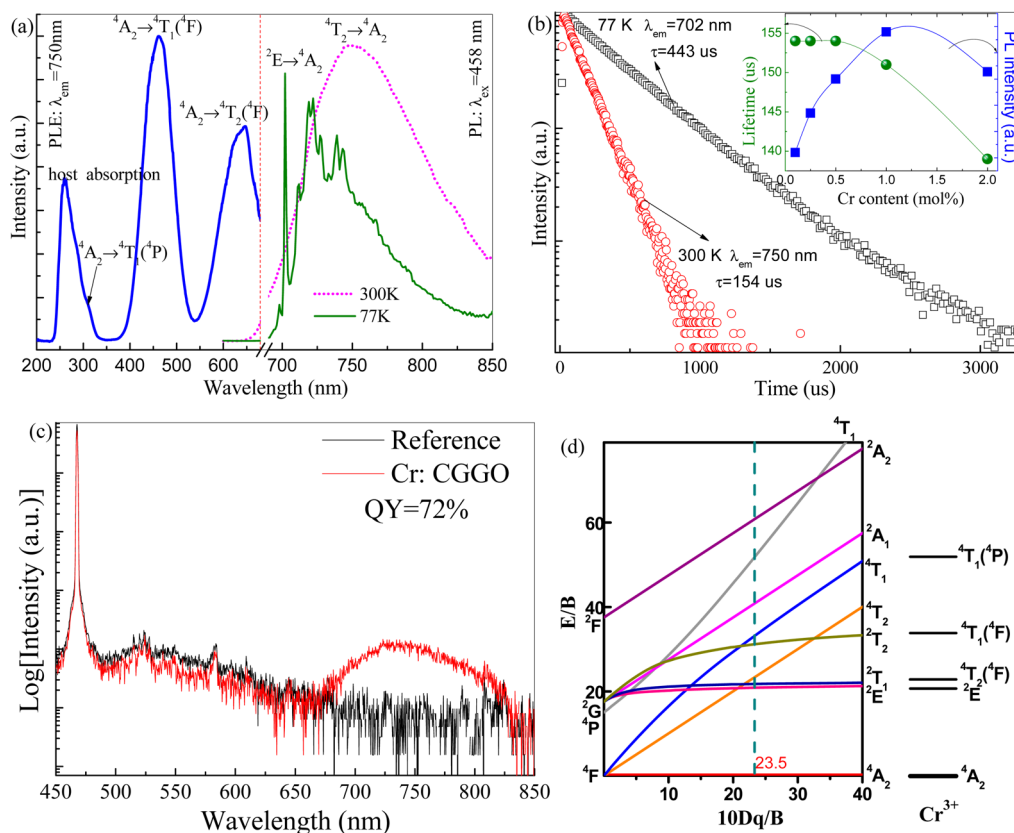 (a)
PLE: λem=750nm
⁴A₂→⁴T₁(⁴F)
⁴A₂→⁴T₂(⁴F)
host absorption
⁴A₂→⁴T₁(⁴P)
²E→⁴A₂
⁴T₂→⁴A₂
PL: λex=458 nm
300K
77K
Intensity (a.u.)
200 300 400 500 600 700 750 800 850
Wavelength (nm)
(b)
77 K λem=702 nm
τ=443 us
300 K λem=750 nm
τ=154 us
Intensity (a.u.)
0 1000 2000 3000
Time (us)
155
150
145
140
Lifetime (us)
PL intensity (a.u.)
0.0 0.5 1.0 1.5 2.0
Cr content (mol%)
(c)
Reference
Cr: CGGO
QY=72%
Log[Intensity (a.u.)]
450 500 550 600 650 700 750 800 850
Wavelength (nm)
(d)
⁴T₁
²A₂
²A₁
⁴T₁
⁴T₂
²T₂
²T₁
²E
⁴A₂
60
40
20
E/B
²F
²G
⁴P
⁴F
23.5
0 10 20 30 40
10Dq/B
⁴T₁(⁴P)
⁴T₁(⁴F)
⁴T₂(⁴F)
²E
⁴A₂
Cr³⁺